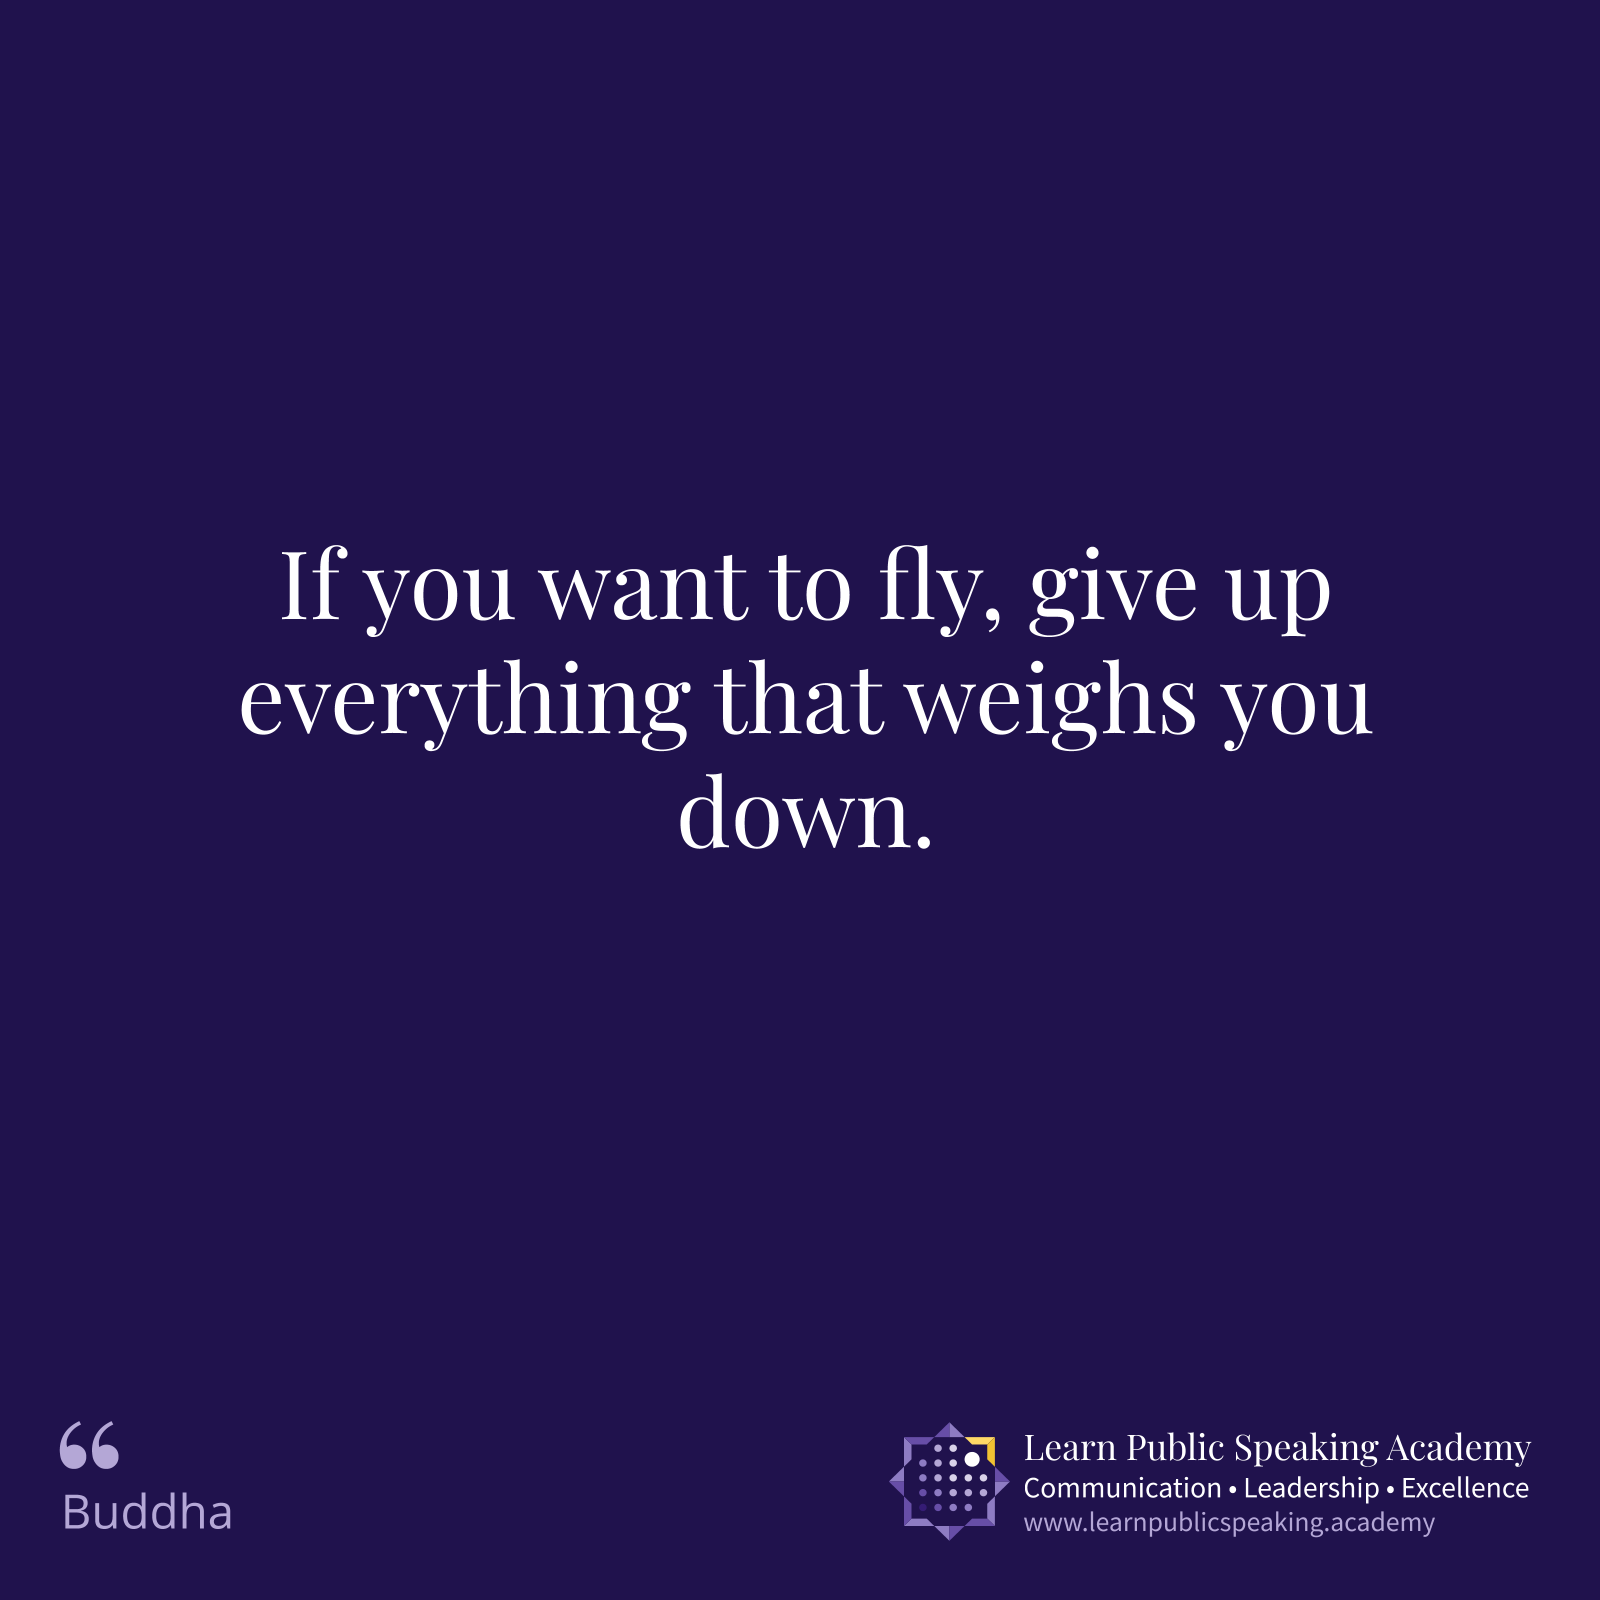 If you want to fly, give up
everything that weighs you
down.
Buddha
Learn Public Speaking Academy
Communication • Leadership • Excellence
www.learnpublicspeaking.academy